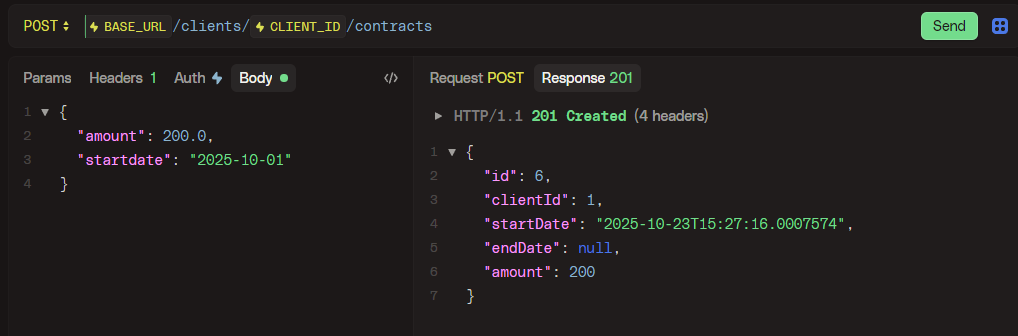 POST BASE_URL/clients/ CLIENT_ID/contracts Send
Params Headers 1 Auth Body
Request POST Response 201
1 {
2 "amount": 200.0,
3 "startdate": "2025-10-01"
4 }
HTTP/1.1 201 Created (4 headers)
1 {
2 "id": 6,
3 "clientId": 1,
4 "startDate": "2025-10-23T15:27:16.0007574",
5 "endDate": null,
6 "amount": 200
7 }